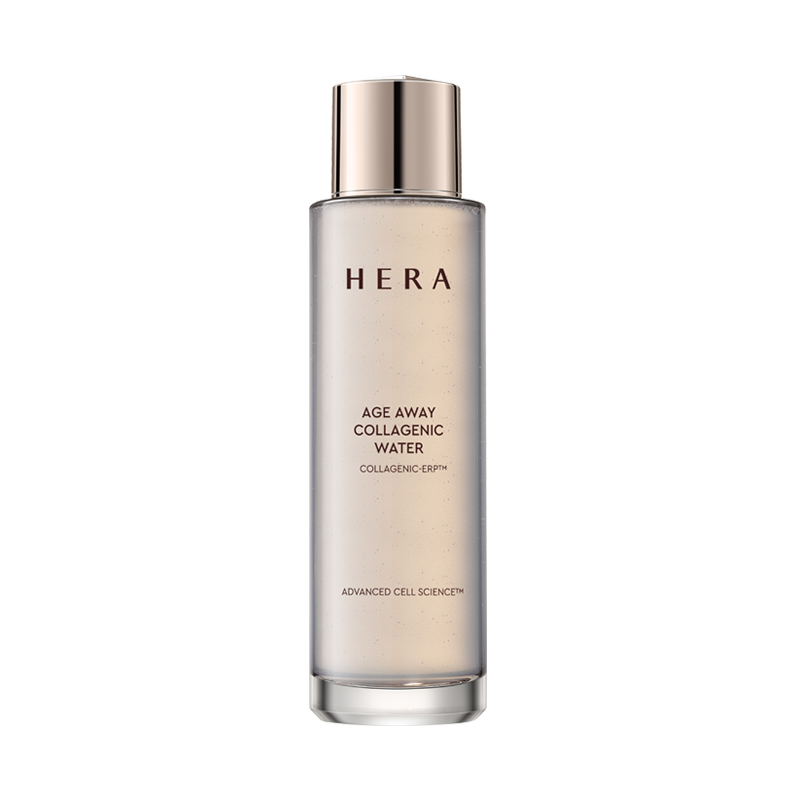 HERA
AGE AWAY
COLLAGENIC
WATER
COLLAGENIC-ERP™
ADVANCED CELL SCIENCE™